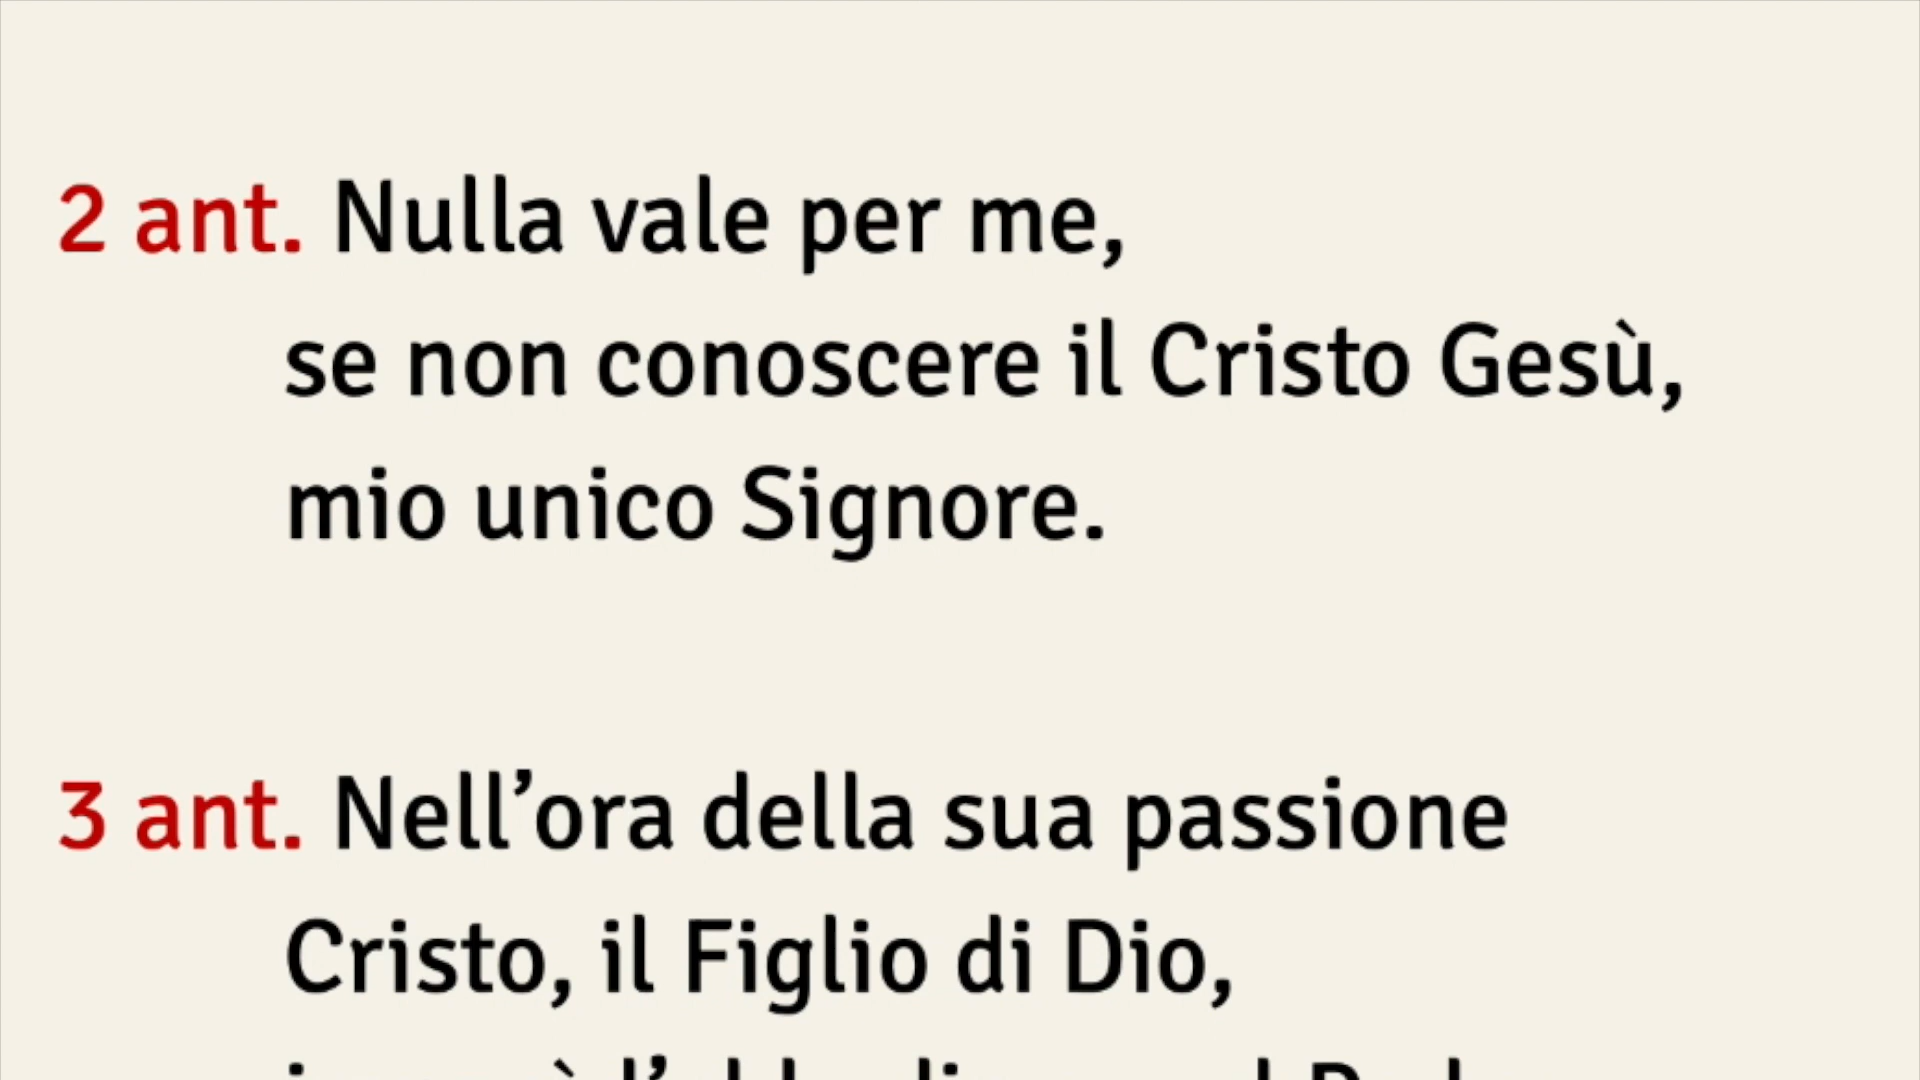 2 ant. Nulla vale per me,
se non conoscere il Cristo Gesù,
mio unico Signore.
3 ant. Nell’ora della sua passione
Cristo, il Figlio di Dio,